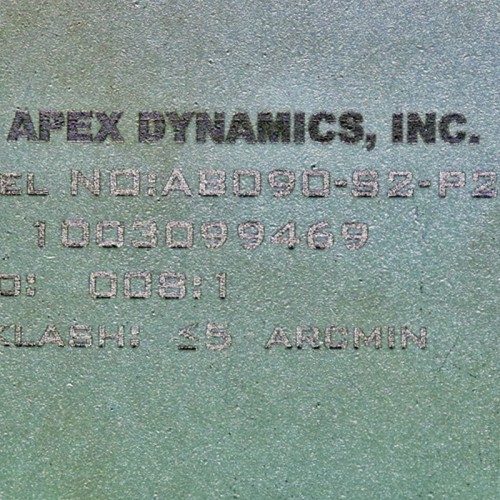 APEX DYNAMICS, INC.
EL NO:AB090-S2-P2
1003099469
O: 008:1
KLASH: ≤5 ARCMIN